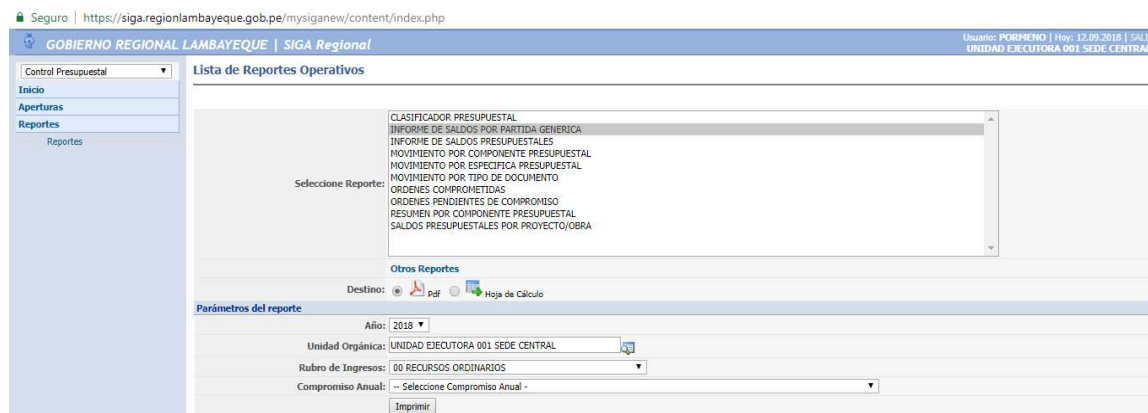 Seguro | https://siga.regionlambayeque.gob.pe/mysiganew/content/index.php
GOBIERNO REGIONAL LAMBAYEQUE | SIGA Regional
Usuario: PORMENO | Hoy: 12.09.2018 |
UNIDAD EJECUTORA 001 SEDE CENTRAL
Control Presupuestal
Inicio
Aperturas
Reportes
Reportes
Lista de Reportes Operativos
Seleccione Reporte:
CLASIFICADOR PRESUPUESTAL
INFORME DE SALDOS POR PARTIDA GENERICA
INFORME DE SALDOS PRESUPUESTALES
MOVIMIENTO POR COMPONENTE PRESUPUESTAL
MOVIMIENTO POR ESPECIFICA PRESUPUESTAL
MOVIMIENTO POR TIPO DE DOCUMENTO
ORDENES COMPROMETIDAS
ORDENES PENDIENTES DE COMPROMISO
RESUMEN POR COMPONENTE PRESUPUESTAL
SALDOS PRESUPUESTALES POR PROYECTO/OBRA
Otros Reportes
Destino: Pdf Hoja de Cálculo
Parámetros del reporte
Año: 2018
Unidad Orgánica: UNIDAD EJECUTORA 001 SEDE CENTRAL
Rubro de Ingresos: 00 RECURSOS ORDINARIOS
Compromiso Anual: -- Seleccione Compromiso Anual -
Imprimir